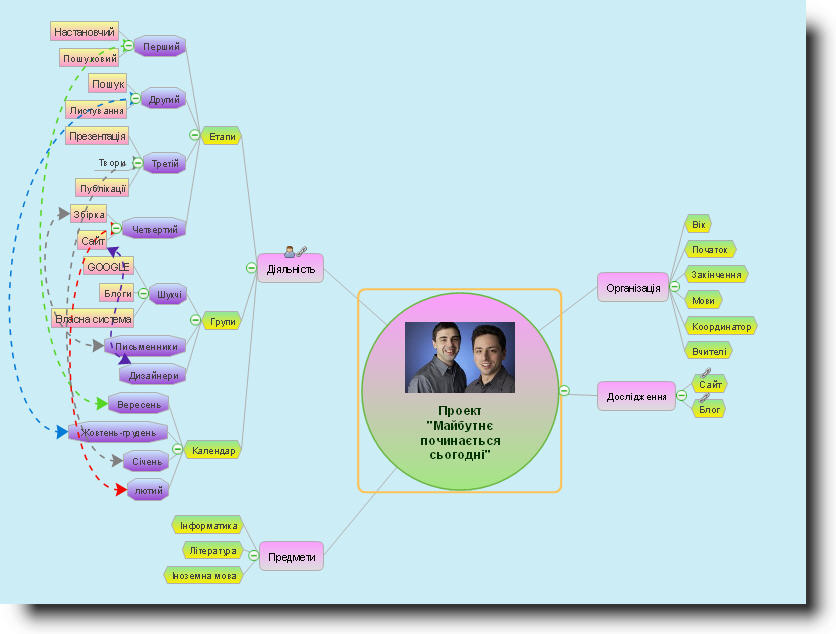 Настановчий
Пошуковий
Перший
Пошук
Листування
Другий
Презентація
Твори
Публікації
Третій
Збірка
Сайт
Четвертий
Етапи
GOOGLE
Блоги
Власна система
Шукчі
Письменники
Дизайнери
Групи
Вересень
Жовтень-грудень
Січень
лютий
Календар
Діяльність
Інформатика
Література
Іноземна мова
Предмети
Проект
"Майбутнє
починається
сьогодні"
Організація
Вік
Початок
Закінчення
Мови
Координатор
Вчителі
Дослідження
Сайт
Блог